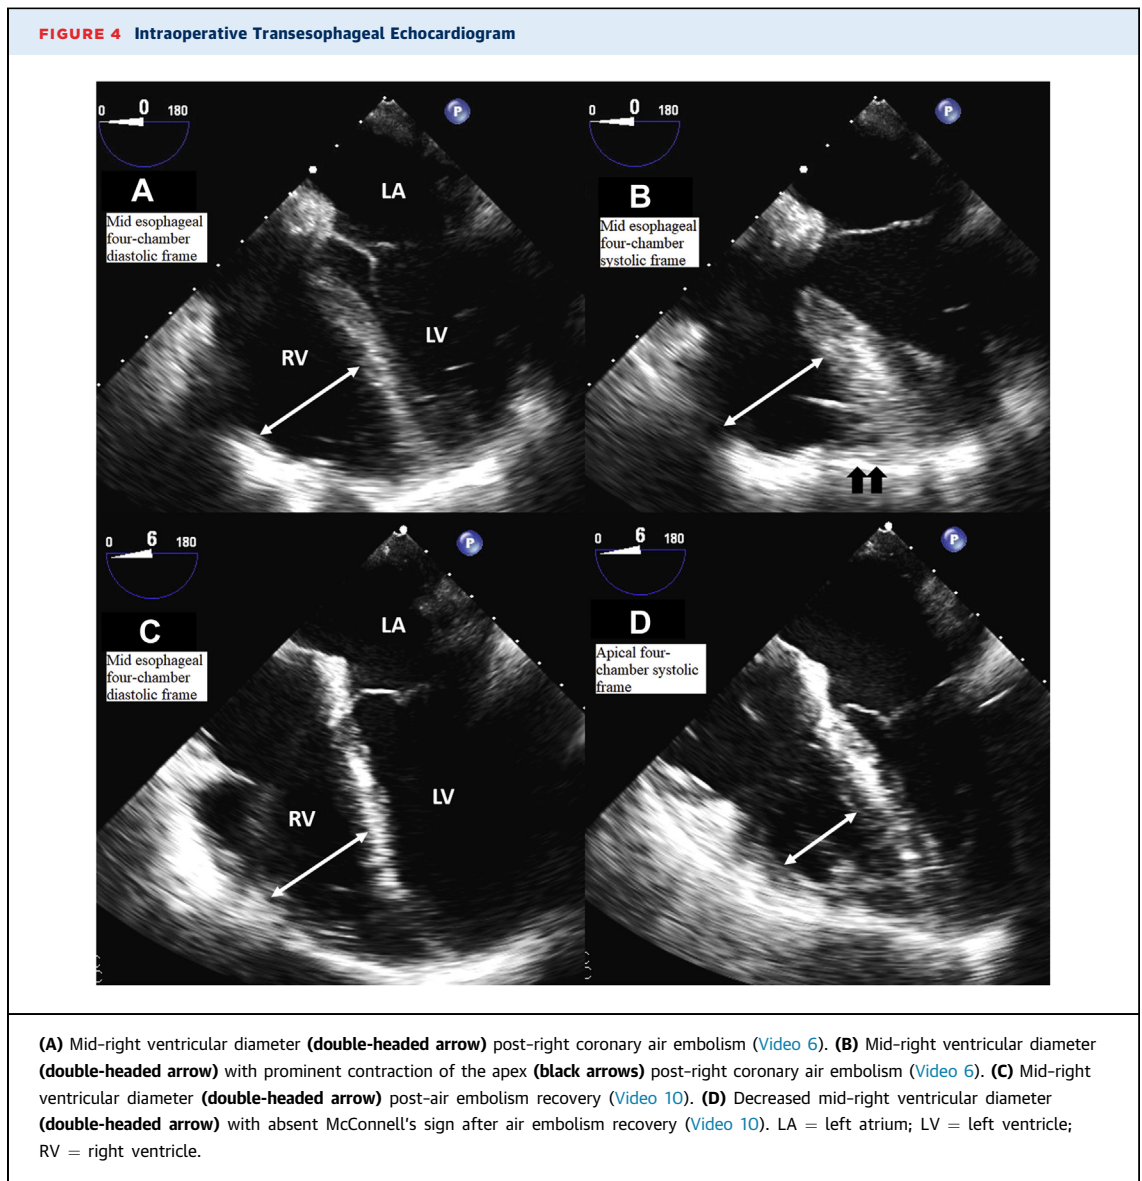 FIGURE 4 Intraoperative Transesophageal Echocardiogram
0 0 180
P
A
Mid esophageal
four-chamber
diastolic frame
LA
RV
LV
0 0 180
P
B
Mid esophageal
four-chamber
systolic frame
0 6 180
P
C
Mid esophageal
four-chamber
diastolic frame
LA
RV
LV
0 6 180
P
D
Apical four-
chamber systolic
frame
(A) Mid–right ventricular diameter (double-headed arrow) post–right coronary air embolism (Video 6). (B) Mid–right ventricular diameter
(double-headed arrow) with prominent contraction of the apex (black arrows) post–right coronary air embolism (Video 6). (C) Mid–right
ventricular diameter (double-headed arrow) post–air embolism recovery (Video 10). (D) Decreased mid–right ventricular diameter
(double-headed arrow) with absent McConnell's sign after air embolism recovery (Video 10). LA = left atrium; LV = left ventricle;
RV = right ventricle.